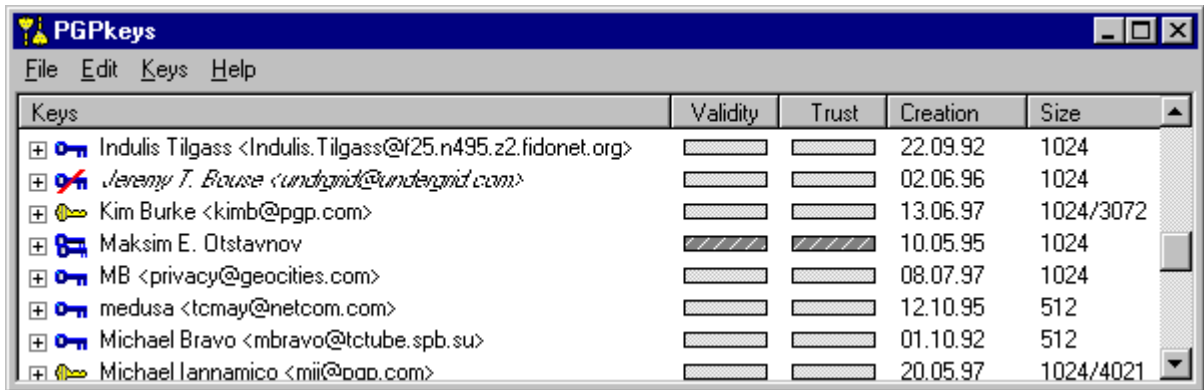 PGPkeys
File Edit Keys Help
Keys Validity Trust Creation Size
Indulis Tilgass <Indulis.Tilgass@f25.n495.z2.fidonet.org> 22.09.92 1024
Jeremy T. Bouse <undrgrid@undergrid.com> 02.06.96 1024
Kim Burke <kimb@pgp.com> 13.06.97 1024/3072
Maksim E. Otstavnov 10.05.95 1024
MB <privacy@geocities.com> 08.07.97 1024
medusa <tcmay@netcom.com> 12.10.95 512
Michael Bravo <mbravo@tctube.spb.su> 01.10.92 512
Michael Iannamico <mji@pgp.com> 20.05.97 1024/4021